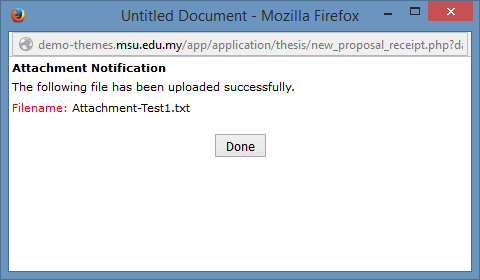 Untitled Document - Mozilla Firefox
demo-themes.msu.edu.my/app/application/thesis/new_proposal_receipt.php?da
Attachment Notification
The following file has been uploaded successfully.
Filename: Attachment-Test1.txt
Done